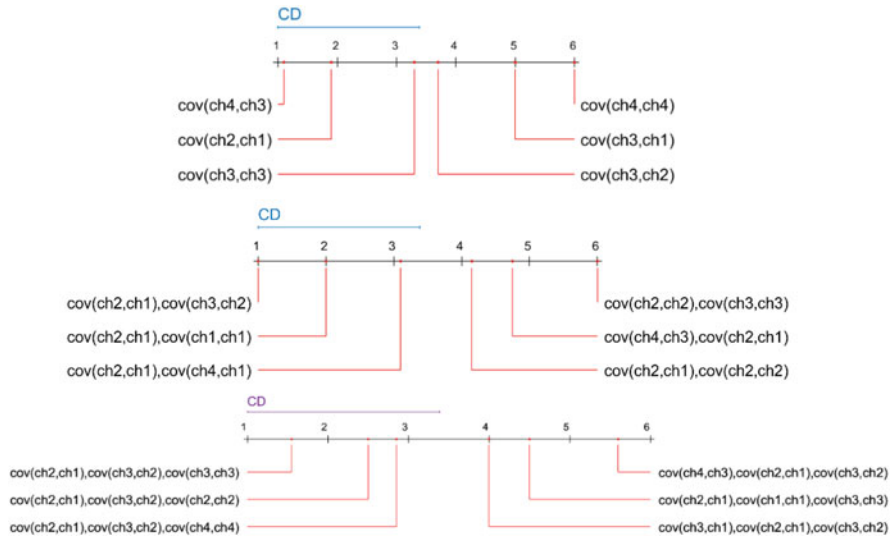 CD
1 2 3 4 5 6
cov(ch4,ch3) cov(ch4,ch4)
cov(ch2,ch1) cov(ch3,ch1)
cov(ch3,ch3) cov(ch3,ch2)
CD
1 2 3 4 5 6
cov(ch2,ch1),cov(ch3,ch2) cov(ch2,ch2),cov(ch3,ch3)
cov(ch2,ch1),cov(ch1,ch1) cov(ch4,ch3),cov(ch2,ch1)
cov(ch2,ch1),cov(ch4,ch1) cov(ch2,ch1),cov(ch2,ch2)
CD
1 2 3 4 5 6
cov(ch2,ch1),cov(ch3,ch2),cov(ch3,ch3) cov(ch4,ch3),cov(ch2,ch1),cov(ch3,ch2)
cov(ch2,ch1),cov(ch3,ch2),cov(ch2,ch2) cov(ch2,ch1),cov(ch1,ch1),cov(ch3,ch3)
cov(ch2,ch1),cov(ch3,ch2),cov(ch4,ch4) cov(ch3,ch1),cov(ch2,ch1),cov(ch3,ch2)